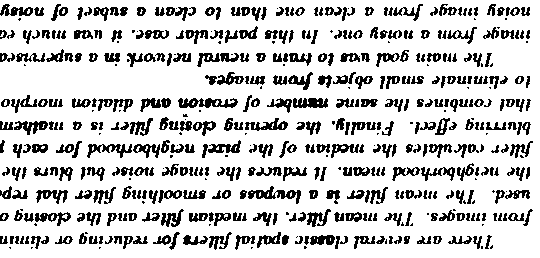 There are several classic spatial filters for reducing or elimin
from images. The mean filter, the median filter and the closing o
used. The mean filter is a lowpass or smoothing filter that rep
the neighborhood mean. It reduces the image noise but blurs the
filter calculates the median of the pixel neighborhood for each p
blurring effect. Finally, the opening closing filter is a mathem
that combines the same number of erosion and dilation morpho
to eliminate small objects from images.
The main goal was to train a neural network in a supervised
image from a noisy one. In this particular case, it was much ea
noisy image from a clean one than to clean a subset of noisy